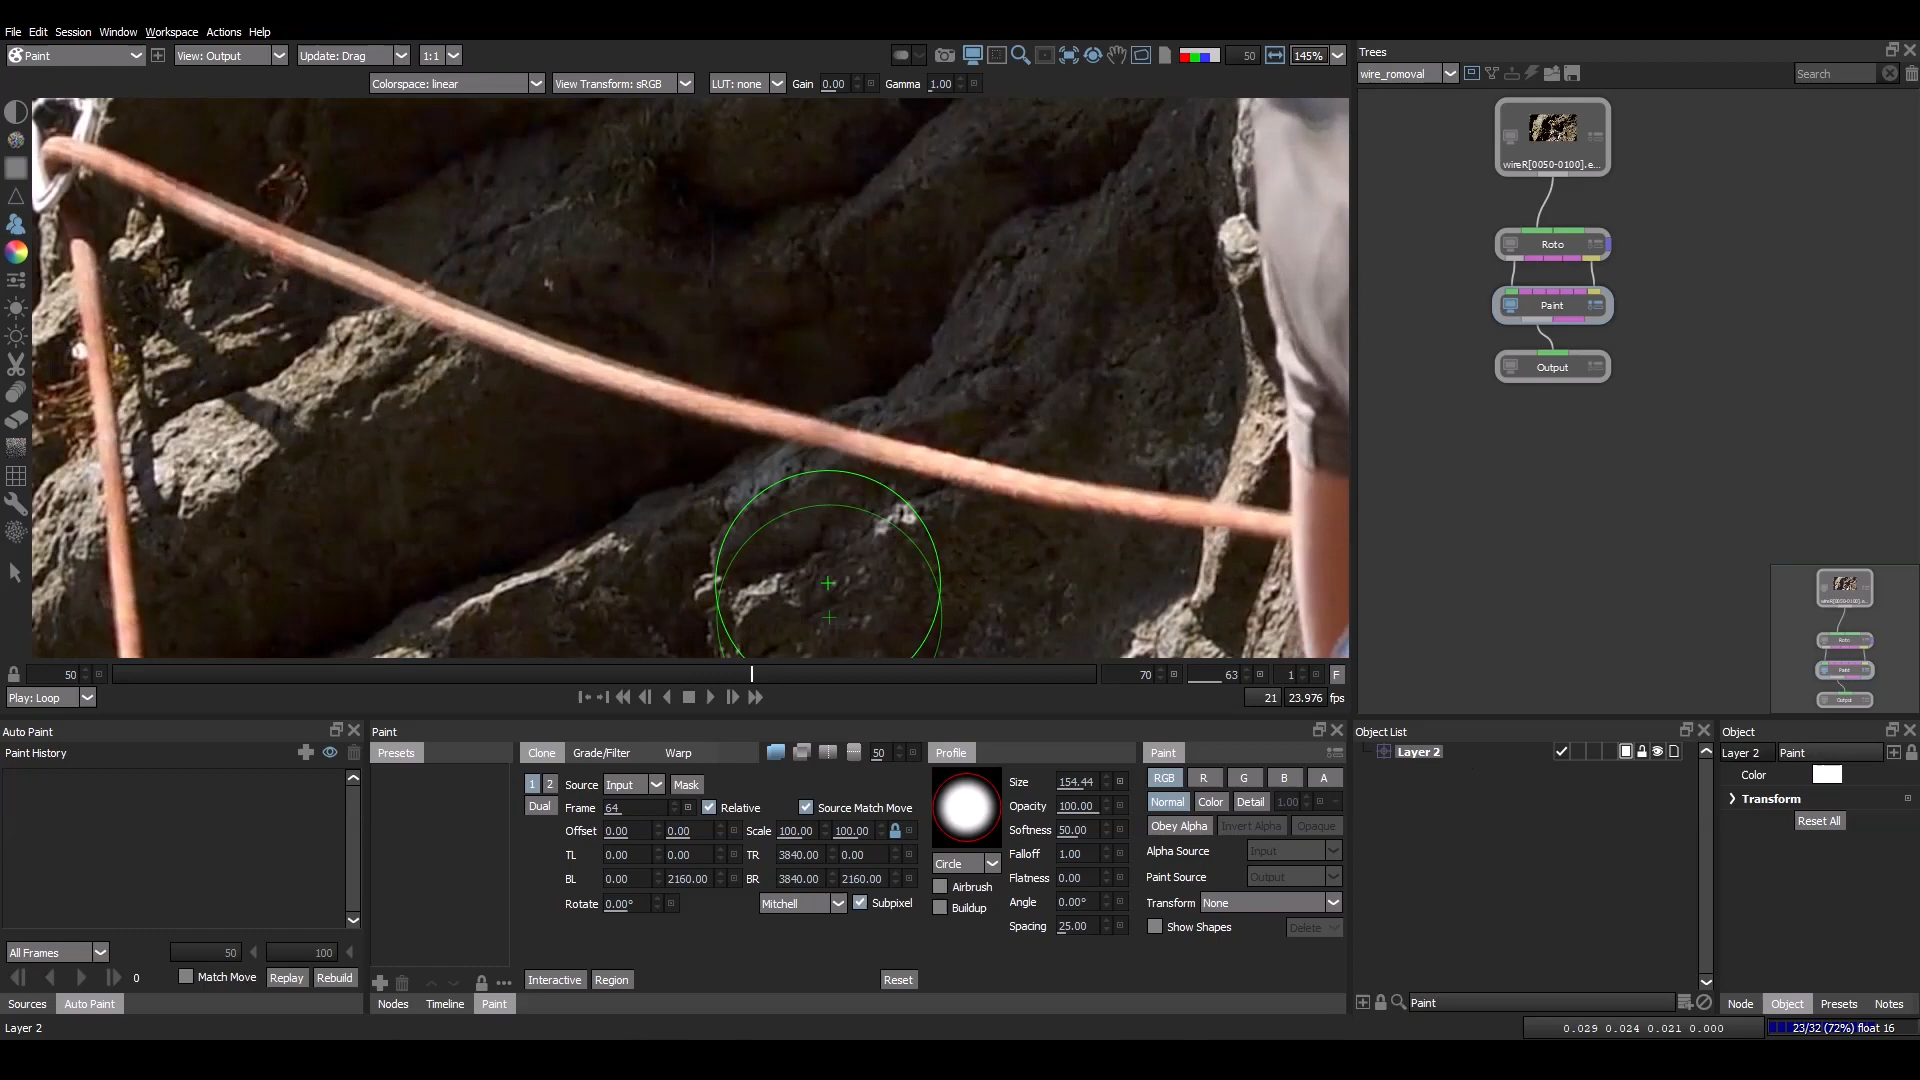 File Edit Session Window Workspace Actions Help
Paint View: Output Update: Drag 1:1 50 145%
Colorspace: linear View Transform: sRGB LUT: none Gain 0.00 Gamma 1.00
Trees
wire_romoval Search
wireR[0050-0100].e...
Roto
Paint
Output
Roto
Paint
Output
50 70 63 1 F
Play: Loop 21 23.976 fps
Auto Paint
Paint History
All Frames 50 100
0 Match Move Replay Rebuild
Sources Auto Paint
Layer 2
Paint
Presets
Clone Grade/Filter Warp 50
1 2 Source Input Mask
Dual Frame 64 Relative Source Match Move
Offset 0.00 0.00 Scale 100.00 100.00
TL 0.00 0.00 TR 3840.00 0.00
BL 0.00 2160.00 BR 3840.00 2160.00
Rotate 0.00° Mitchell Subpixel
Interactive Region Reset
Nodes Timeline Paint
Profile
Size 154.44
Opacity 100.00
Softness 50.00
Falloff 1.00
Circle
Flatness 0.00
Airbrush
Angle 0.00°
Buildup
Spacing 25.00
Paint
RGB R G B A
Normal Color Detail 1.00
Obey Alpha Invert Alpha Opaque
Alpha Source Input
Paint Source Output
Transform None
Show Shapes Delete
Object List
Layer 2
Paint
Object
Layer 2 Paint
Color
Transform
Reset All
Node Object Presets Notes
0.029 0.024 0.021 0.000 23/32 (72%) float 16